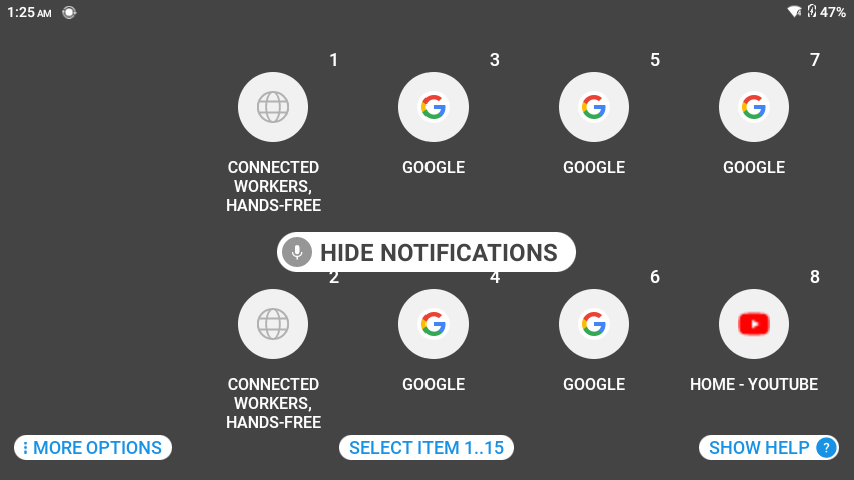 1:25 AM
47%
1
3
5
7
CONNECTED
WORKERS,
HANDS-FREE
GOOGLE
GOOGLE
GOOGLE
HIDE NOTIFICATIONS
2
4
6
8
CONNECTED
WORKERS,
HANDS-FREE
GOOGLE
GOOGLE
HOME - YOUTUBE
MORE OPTIONS
SELECT ITEM 1..15
SHOW HELP ?